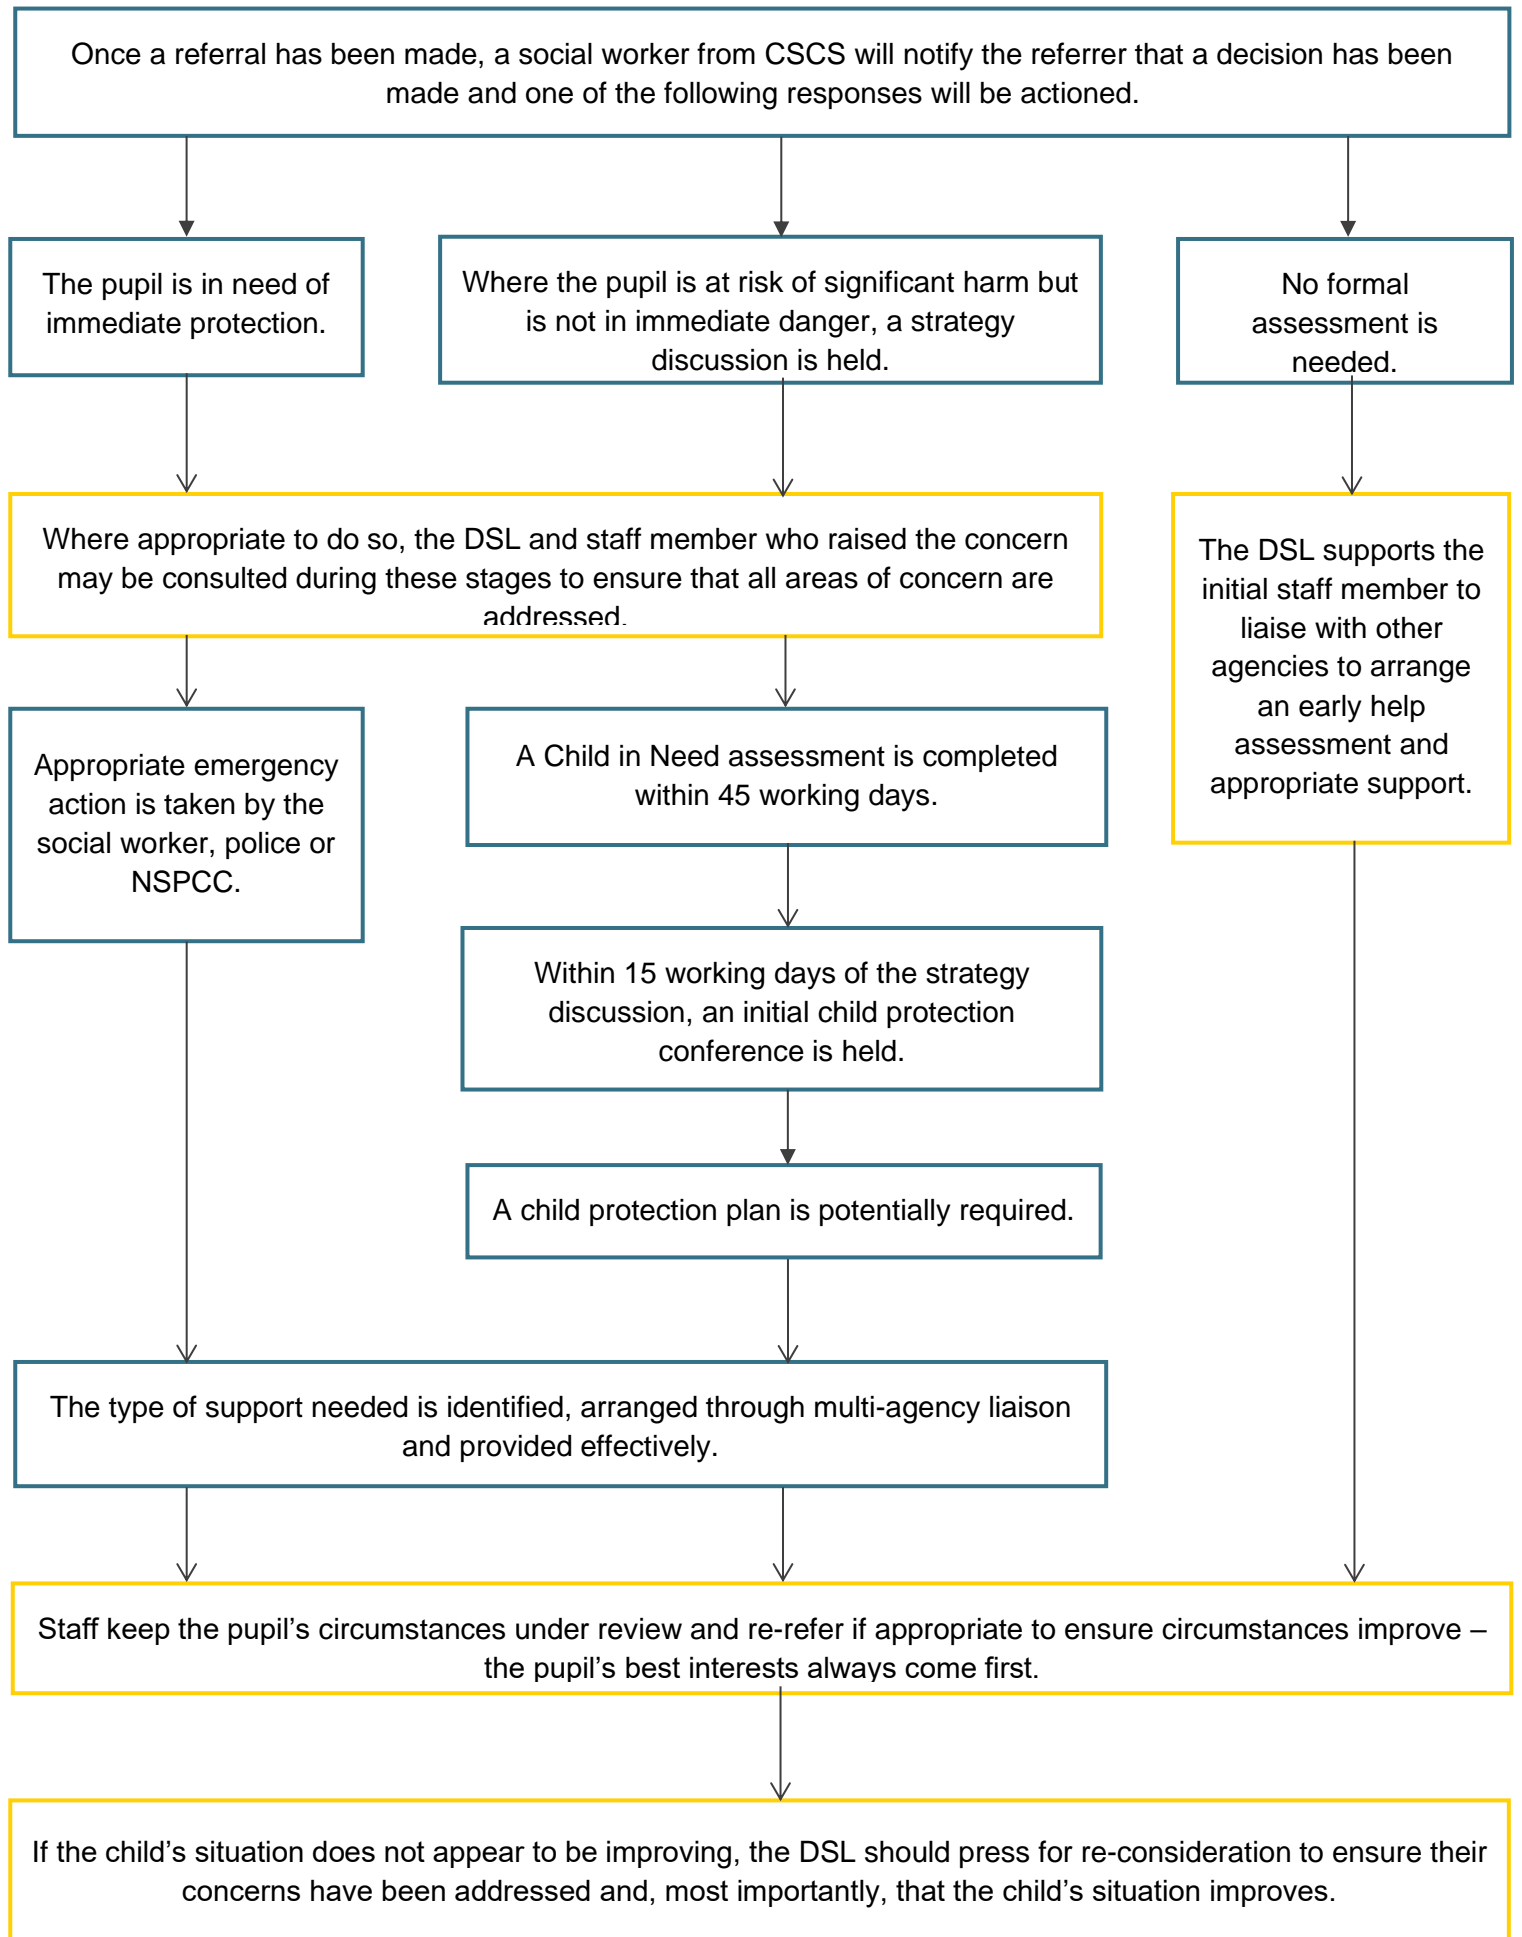 Once a referral has been made, a social worker from CSCS will notify the referrer that a decision has been
made and one of the following responses will be actioned.
The pupil is in need of
immediate protection.
Where the pupil is at risk of significant harm but
is not in immediate danger, a strategy
discussion is held.
No formal
assessment is
needed.
Where appropriate to do so, the DSL and staff member who raised the concern
may be consulted during these stages to ensure that all areas of concern are
addressed.
The DSL supports the
initial staff member to
liaise with other
agencies to arrange
an early help
assessment and
appropriate support.
Appropriate emergency
action is taken by the
social worker, police or
NSPCC.
A Child in Need assessment is completed
within 45 working days.
Within 15 working days of the strategy
discussion, an initial child protection
conference is held.
A child protection plan is potentially required.
The type of support needed is identified, arranged through multi-agency liaison
and provided effectively.
Staff keep the pupil’s circumstances under review and re-refer if appropriate to ensure circumstances improve –
the pupil’s best interests always come first.
If the child’s situation does not appear to be improving, the DSL should press for re-consideration to ensure their
concerns have been addressed and, most importantly, that the child’s situation improves.